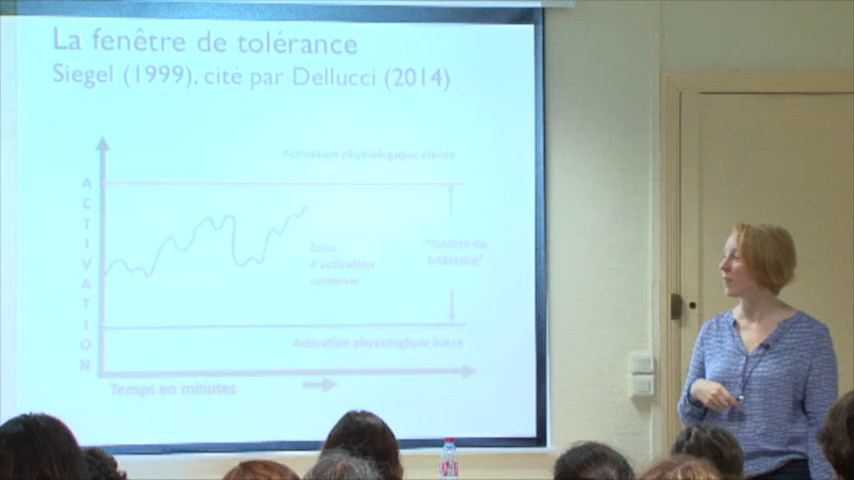 La fenêtre de tolérance
Siegel (1999), cité par Dellucci (2014)
Activation physiologique élevée
ACTIVATION
Zone
d'activation
optimale
"fenêtre de
tolérance"
Activation physiologique basse
Temps en minutes